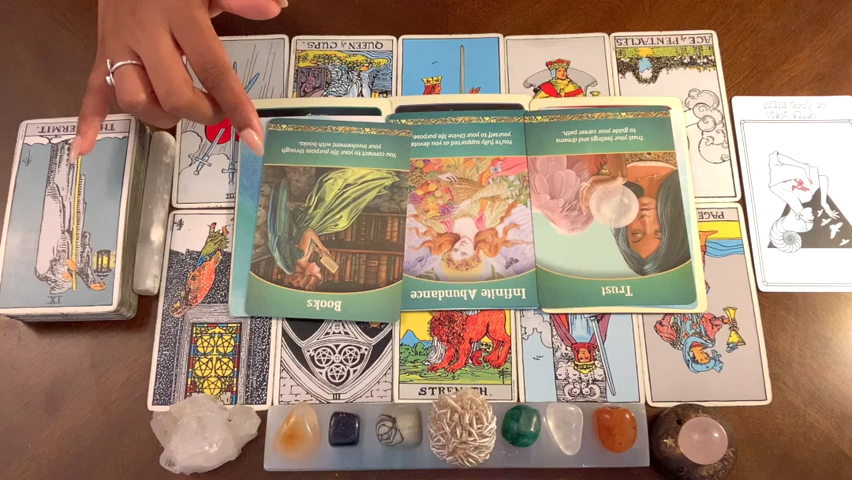 QUEEN of CUPS.
ACE of PENTACLES.
THE HERMIT.
IX
Books
You connect to your life purpose through
your involvement with books.
Infinite Abundance
You're fully supported as you devote
yourself to your Divine life purpose.
Trust
Trust your feelings and dreams
to guide your career path.
PAGE
STRENGTH.